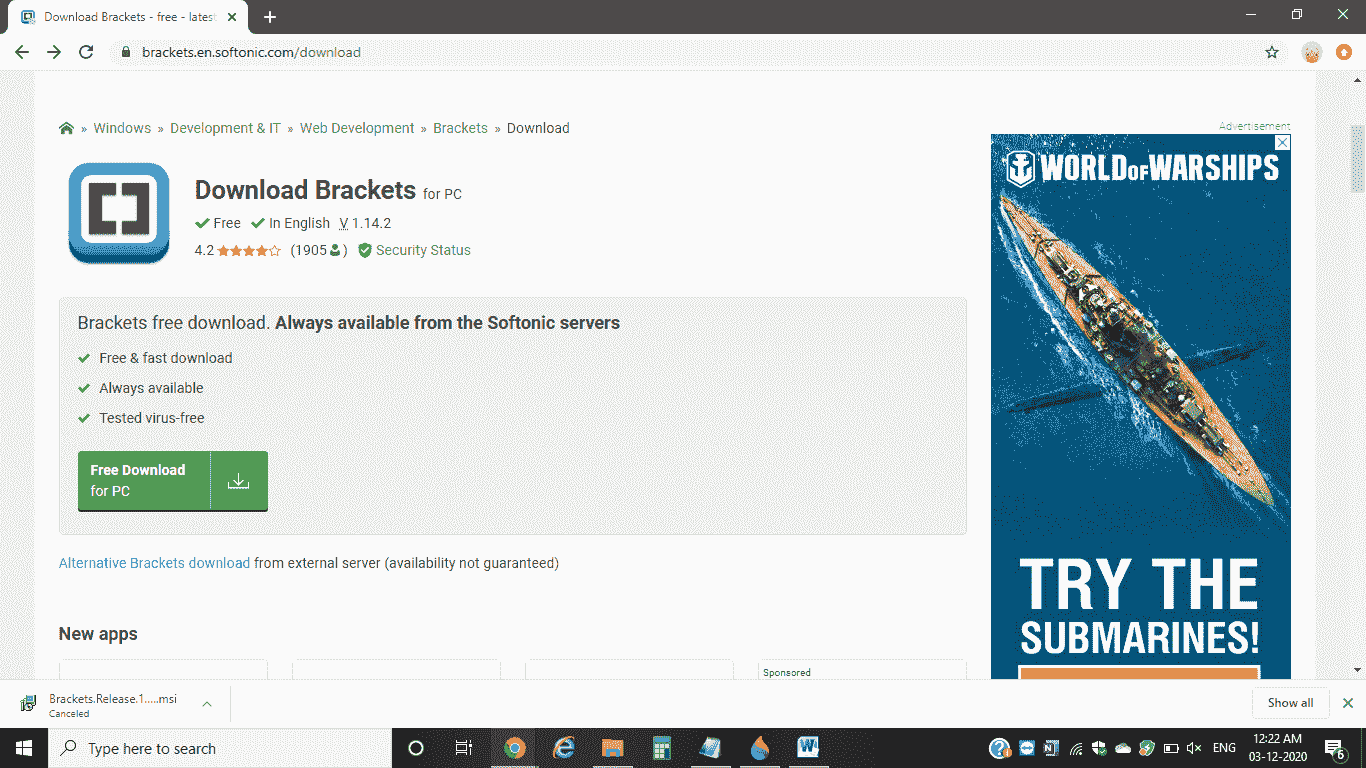 Download Brackets - free - latest
brackets.en.softonic.com/download
» Windows » Development & IT » Web Development » Brackets » Download
Advertisement
WORLD OF WARSHIPS
Download Brackets for PC
Free In English V 1.14.2
4.2 (1905 ) Security Status
Brackets free download. Always available from the Softonic servers
Free & fast download
Always available
Tested virus-free
Free Download
for PC
Alternative Brackets download from external server (availability not guaranteed)
TRY THE
SUBMARINES!
New apps
Sponsored
Brackets.Release.1.....msi
Canceled
Show all
Type here to search
ENG
12:22 AM
03-12-2020
6